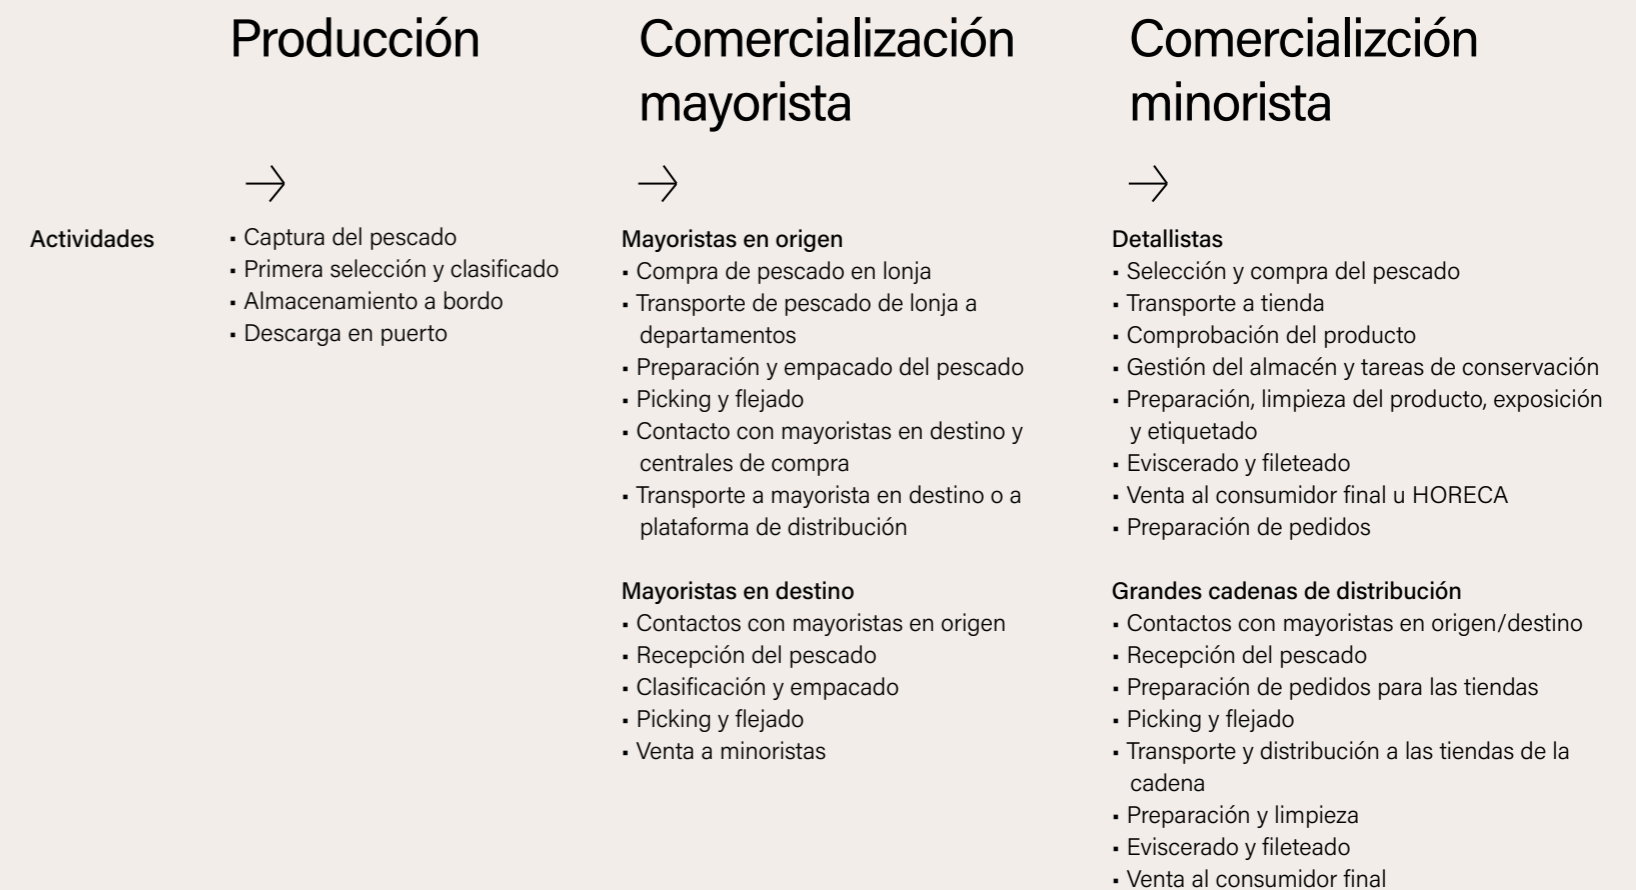 Producción
Comercialización
mayorista
Comercializción
minorista
Actividades
▪ Captura del pescado
▪ Primera selección y clasificado
▪ Almacenamiento a bordo
▪ Descarga en puerto
Mayoristas en origen
▪ Compra de pescado en lonja
▪ Transporte de pescado de lonja a
departamentos
▪ Preparación y empacado del pescado
▪ Picking y flejado
▪ Contacto con mayoristas en destino y
centrales de compra
▪ Transporte a mayorista en destino o a
plataforma de distribución
Mayoristas en destino
▪ Contactos con mayoristas en origen
▪ Recepción del pescado
▪ Clasificación y empacado
▪ Picking y flejado
▪ Venta a minoristas
Detallistas
▪ Selección y compra del pescado
▪ Transporte a tienda
▪ Comprobación del producto
▪ Gestión del almacén y tareas de conservación
▪ Preparación, limpieza del producto, exposición
y etiquetado
▪ Eviscerado y fileteado
▪ Venta al consumidor final u HORECA
▪ Preparación de pedidos
Grandes cadenas de distribución
▪ Contactos con mayoristas en origen/destino
▪ Recepción del pescado
▪ Preparación de pedidos para las tiendas
▪ Picking y flejado
▪ Transporte y distribución a las tiendas de la
cadena
▪ Preparación y limpieza
▪ Eviscerado y fileteado
▪ Venta al consumidor final